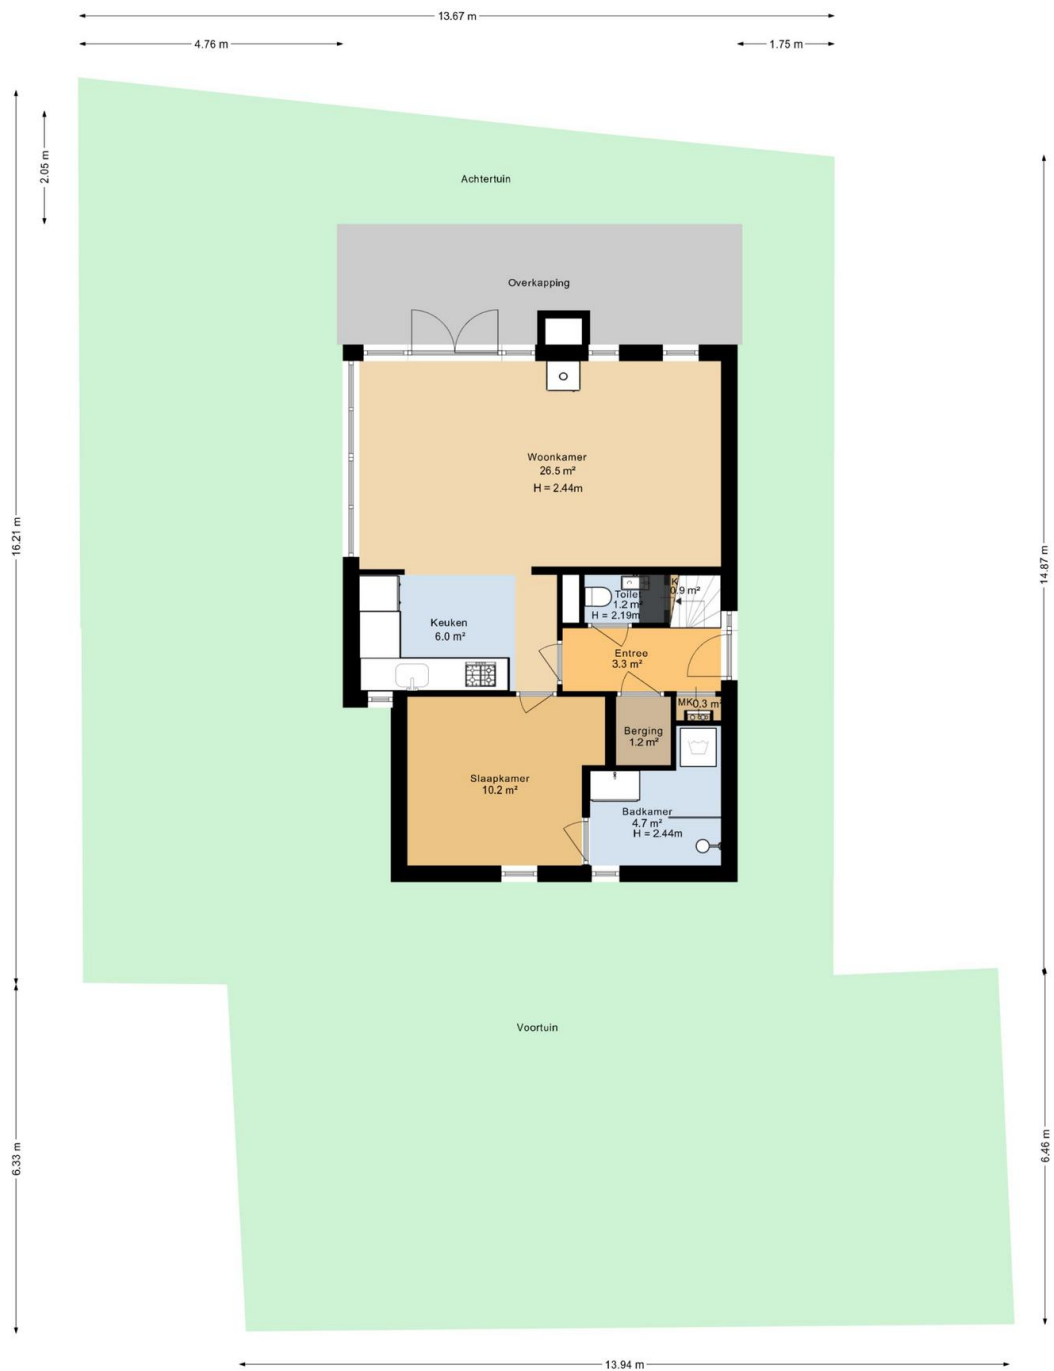 13.67 m
4.76 m
1.75 m
2.05 m
Achtertuin
Overkapping
Woonkamer
26.5 m²
H = 2.44m
16.21 m
14.87 m
K
0.9 m²
Toilet
1.2 m²
H = 2.19m
Keuken
6.0 m²
Entree
3.3 m²
MK 0.3 m²
Berging
1.2 m²
Slaapkamer
10.2 m²
Badkamer
4.7 m²
H = 2.44m
Voortuin
6.33 m
6.46 m
13.94 m